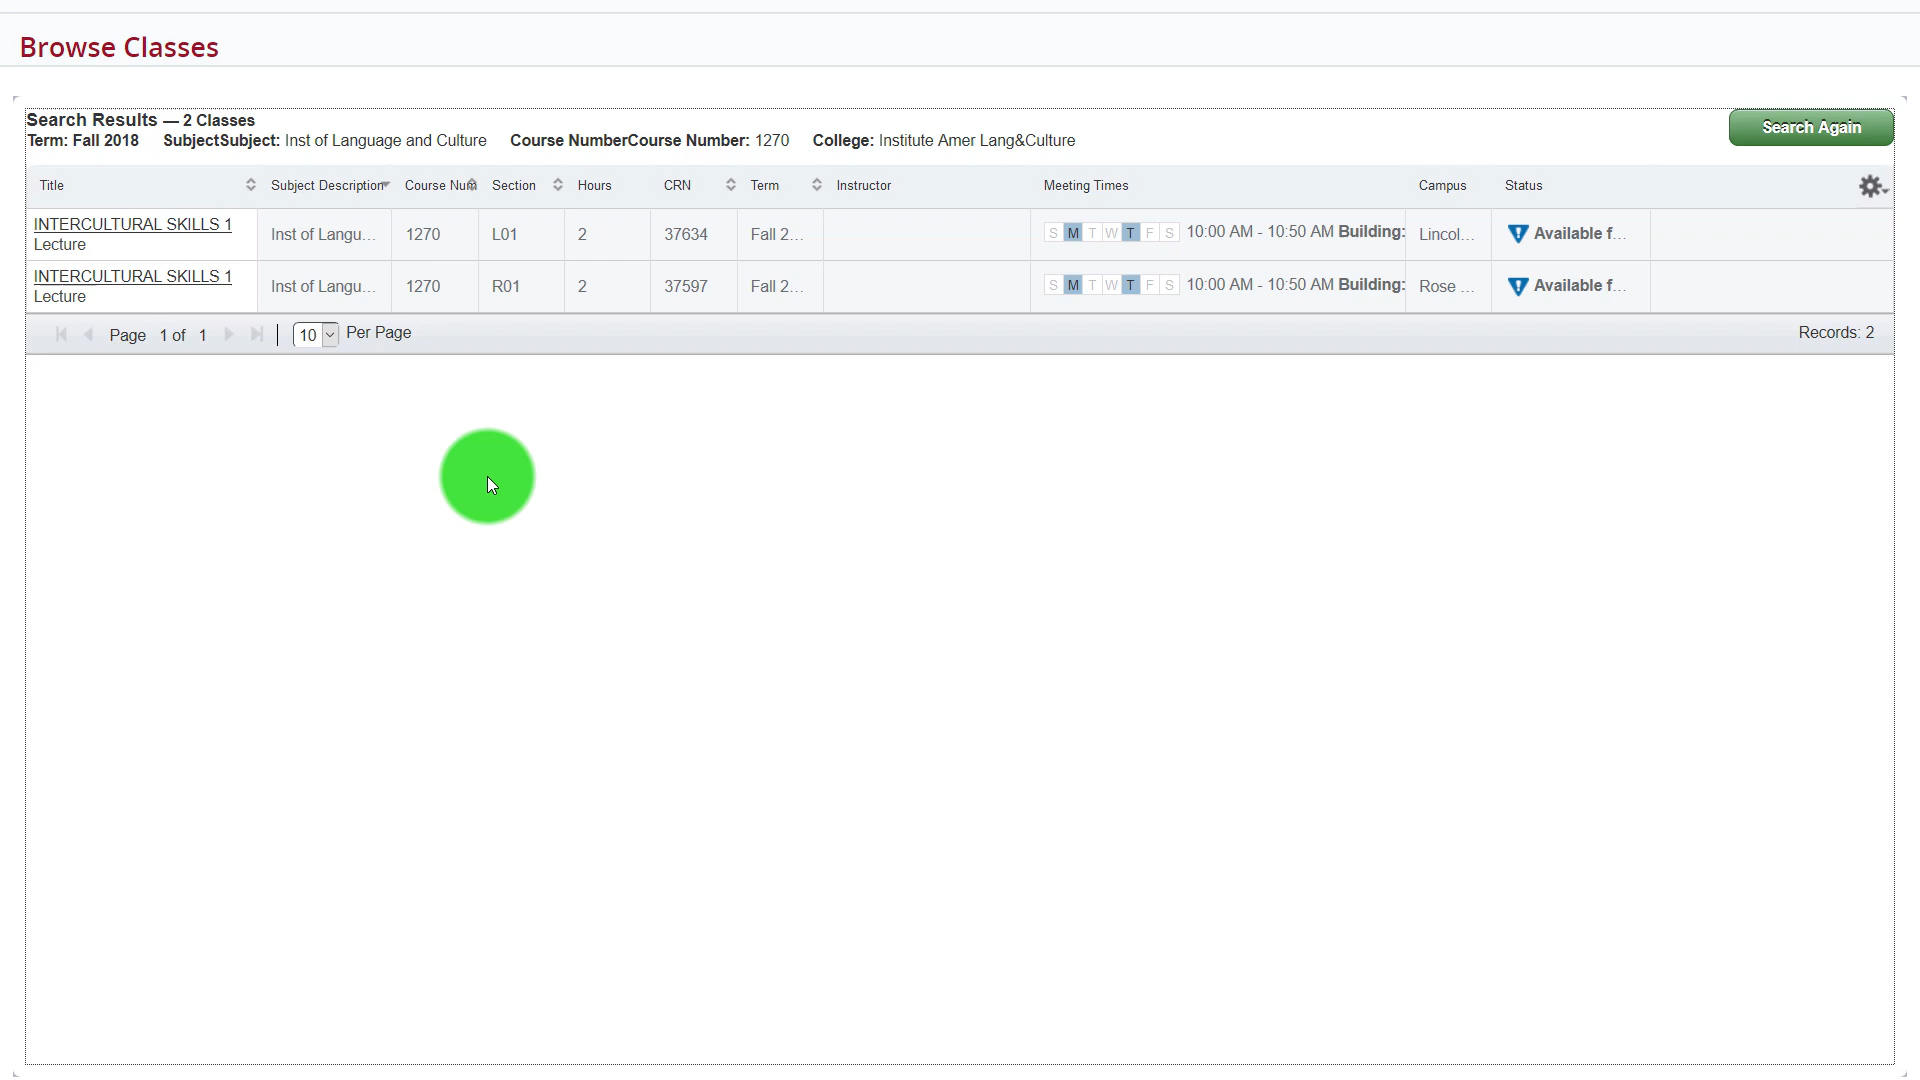 Browse Classes
Search Results — 2 Classes
Search Again
Term: Fall 2018 SubjectSubject: Inst of Language and Culture Course NumberCourse Number: 1270 College: Institute Amer Lang&Culture
Title Subject Description Course Num Section Hours CRN Term Instructor Meeting Times Campus Status
INTERCULTURAL SKILLS 1
Lecture
Inst of Langu... 1270 L01 2 37634 Fall 2... S M T W T F S 10:00 AM - 10:50 AM Building: Lincol... Available f...
INTERCULTURAL SKILLS 1
Lecture
Inst of Langu... 1270 R01 2 37597 Fall 2... S M T W T F S 10:00 AM - 10:50 AM Building: Rose ... Available f...
Page 1 of 1 | 10 Per Page Records: 2